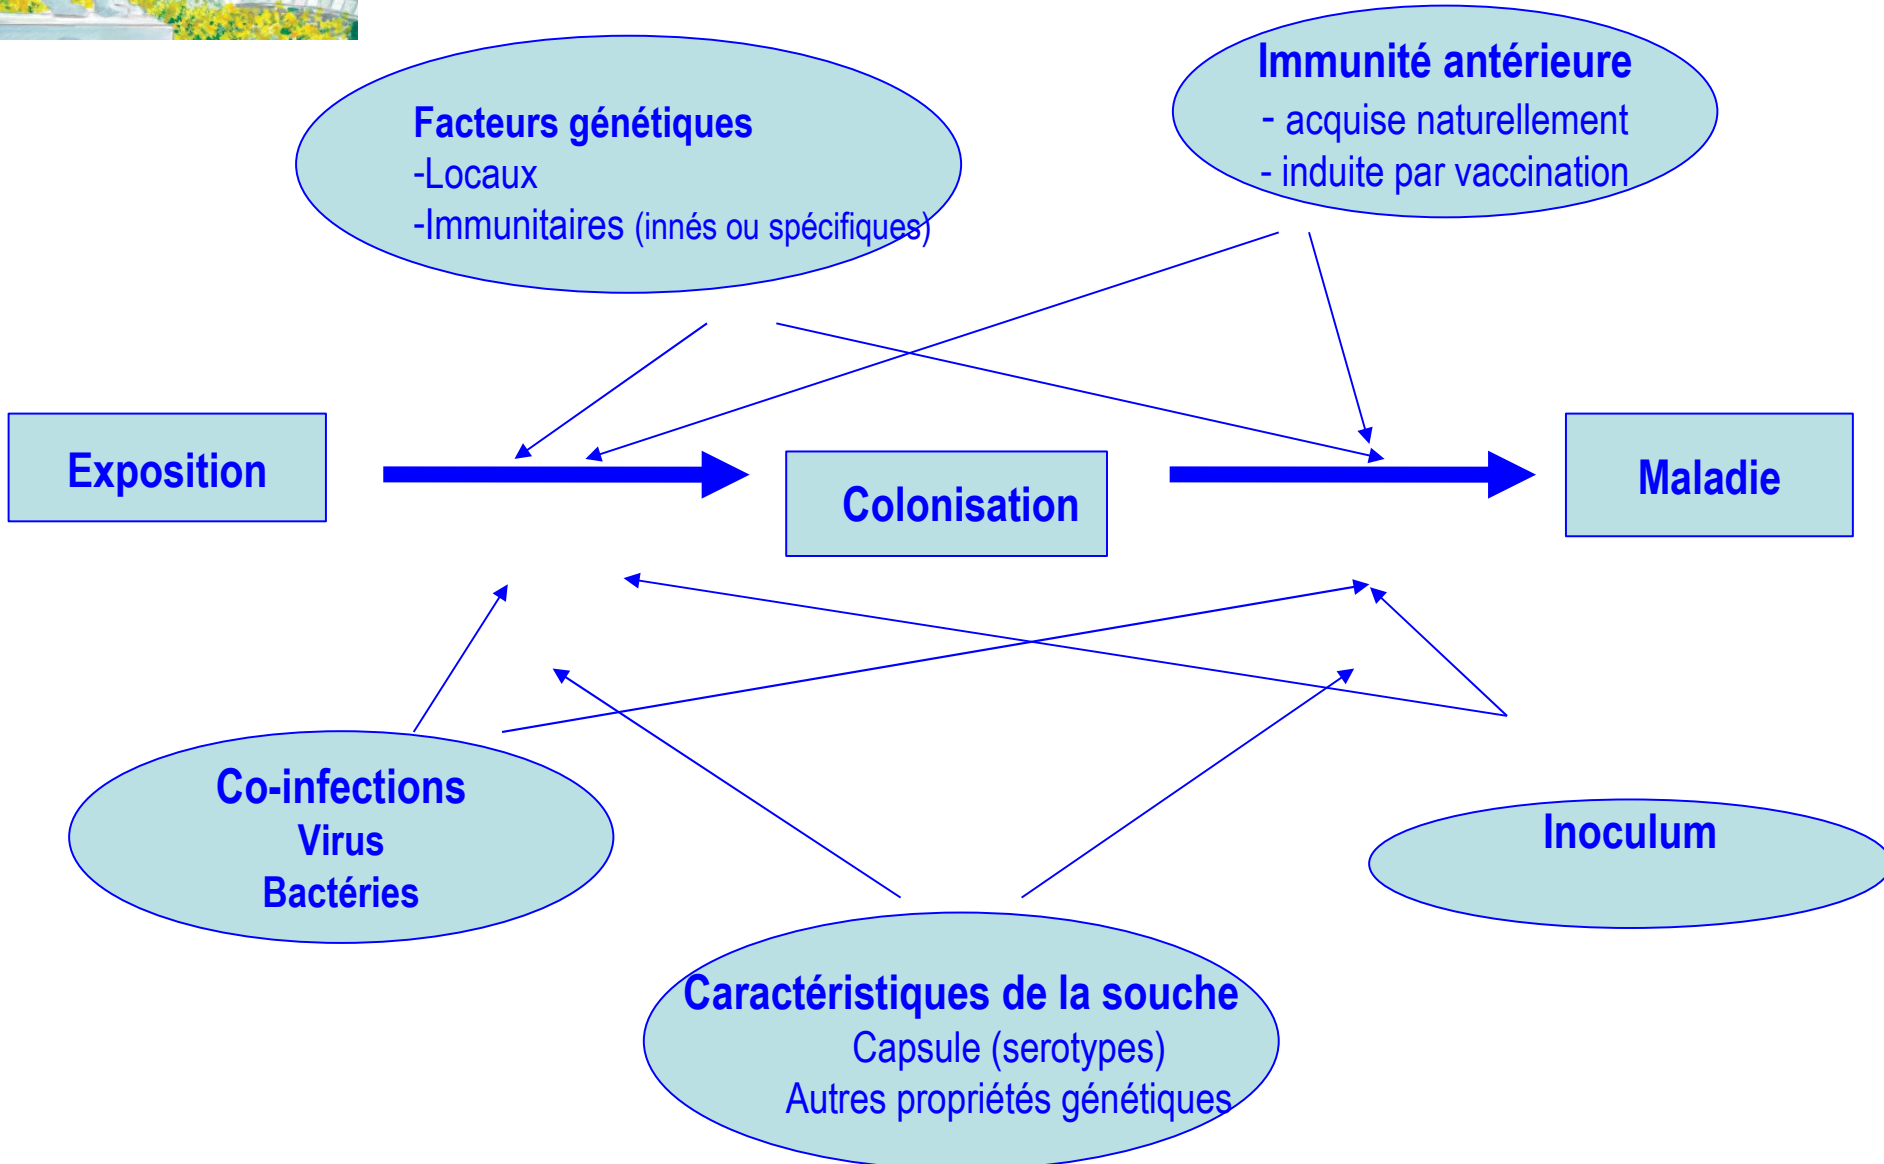 Immunité antérieure
- acquise naturellement
- induite par vaccination
Facteurs génétiques
-Locaux
-Immunitaires (innés ou spécifiques)
Exposition
Colonisation
Maladie
Co-infections
Virus
Bactéries
Inoculum
Caractéristiques de la souche
Capsule (serotypes)
Autres propriétés génétiques